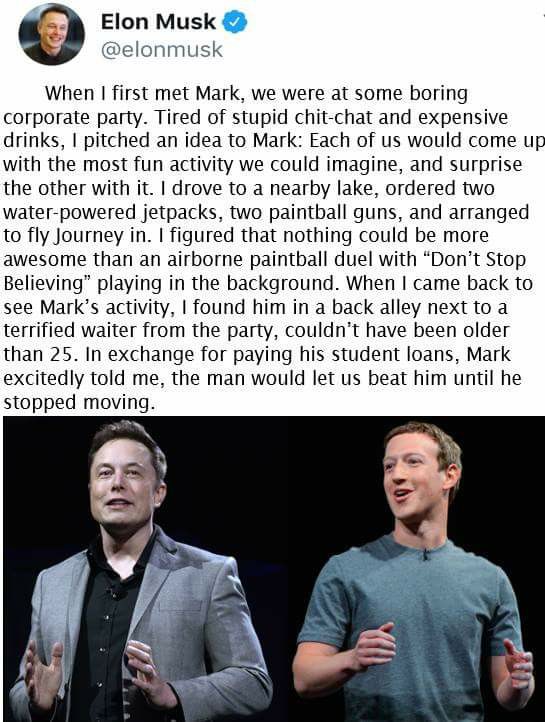 Elon Musk
@elonmusk
When I first met Mark, we were at some boring
corporate party. Tired of stupid chit-chat and expensive
drinks, I pitched an idea to Mark: Each of us would come up
with the most fun activity we could imagine, and surprise
the other with it. I drove to a nearby lake, ordered two
water-powered jetpacks, two paintball guns, and arranged
to fly Journey in. I figured that nothing could be more
awesome than an airborne paintball duel with “Don’t Stop
Believing” playing in the background. When I came back to
see Mark’s activity, I found him in a back alley next to a
terrified waiter from the party, couldn’t have been older
than 25. In exchange for paying his student loans, Mark
excitedly told me, the man would let us beat him until he
stopped moving.